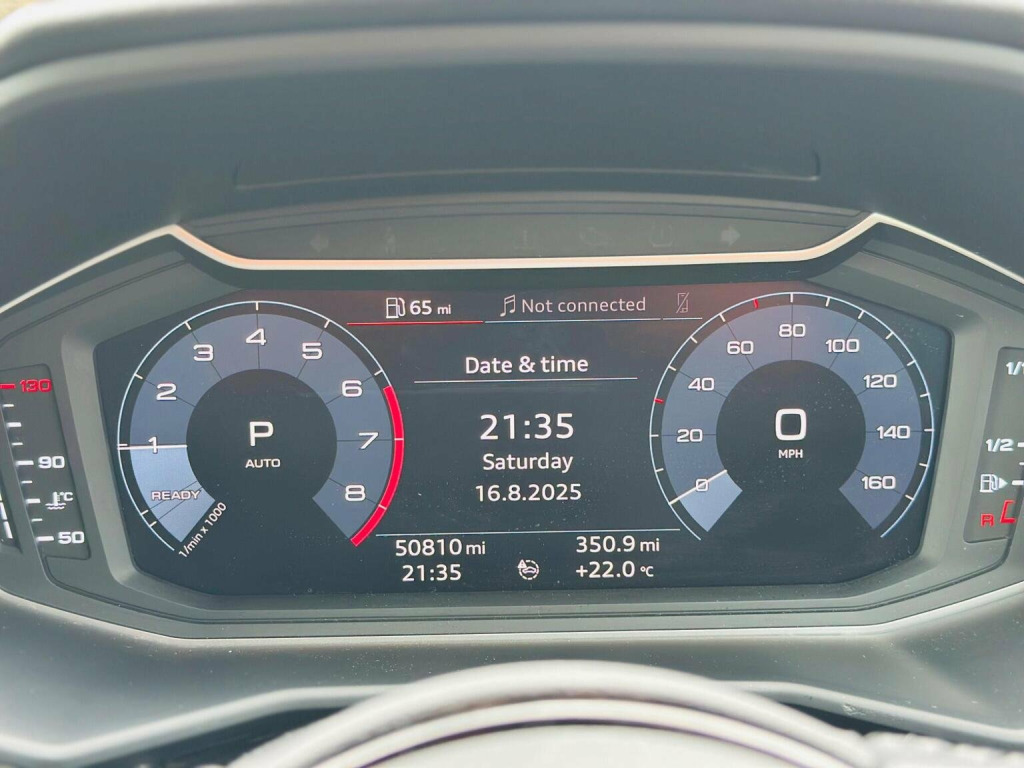 65 mi
Not connected
Date & time
21:35
Saturday
16.8.2025
50810 mi
350.9 mi
21:35
+22.0 °C
1
2
3
4
5
6
7
8
READY
1/min x 1000
P
AUTO
0
20
40
60
80
100
120
140
160
0
MPH
130
90
°C
50
1/1
1/2
R